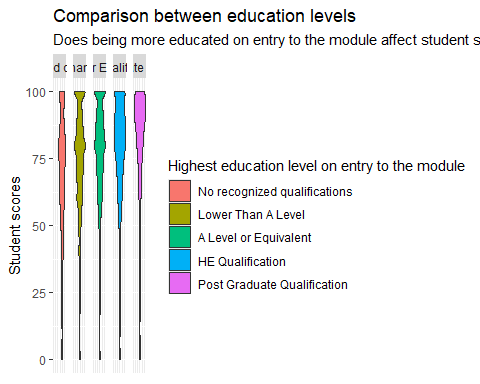 Comparison between education levels
Does being more educated on entry to the module affect student s
100
75
50
25
0
Student scores
Highest education level on entry to the module
No recognized qualifications
Lower Than A Level
A Level or Equivalent
HE Qualification
Post Graduate Qualification